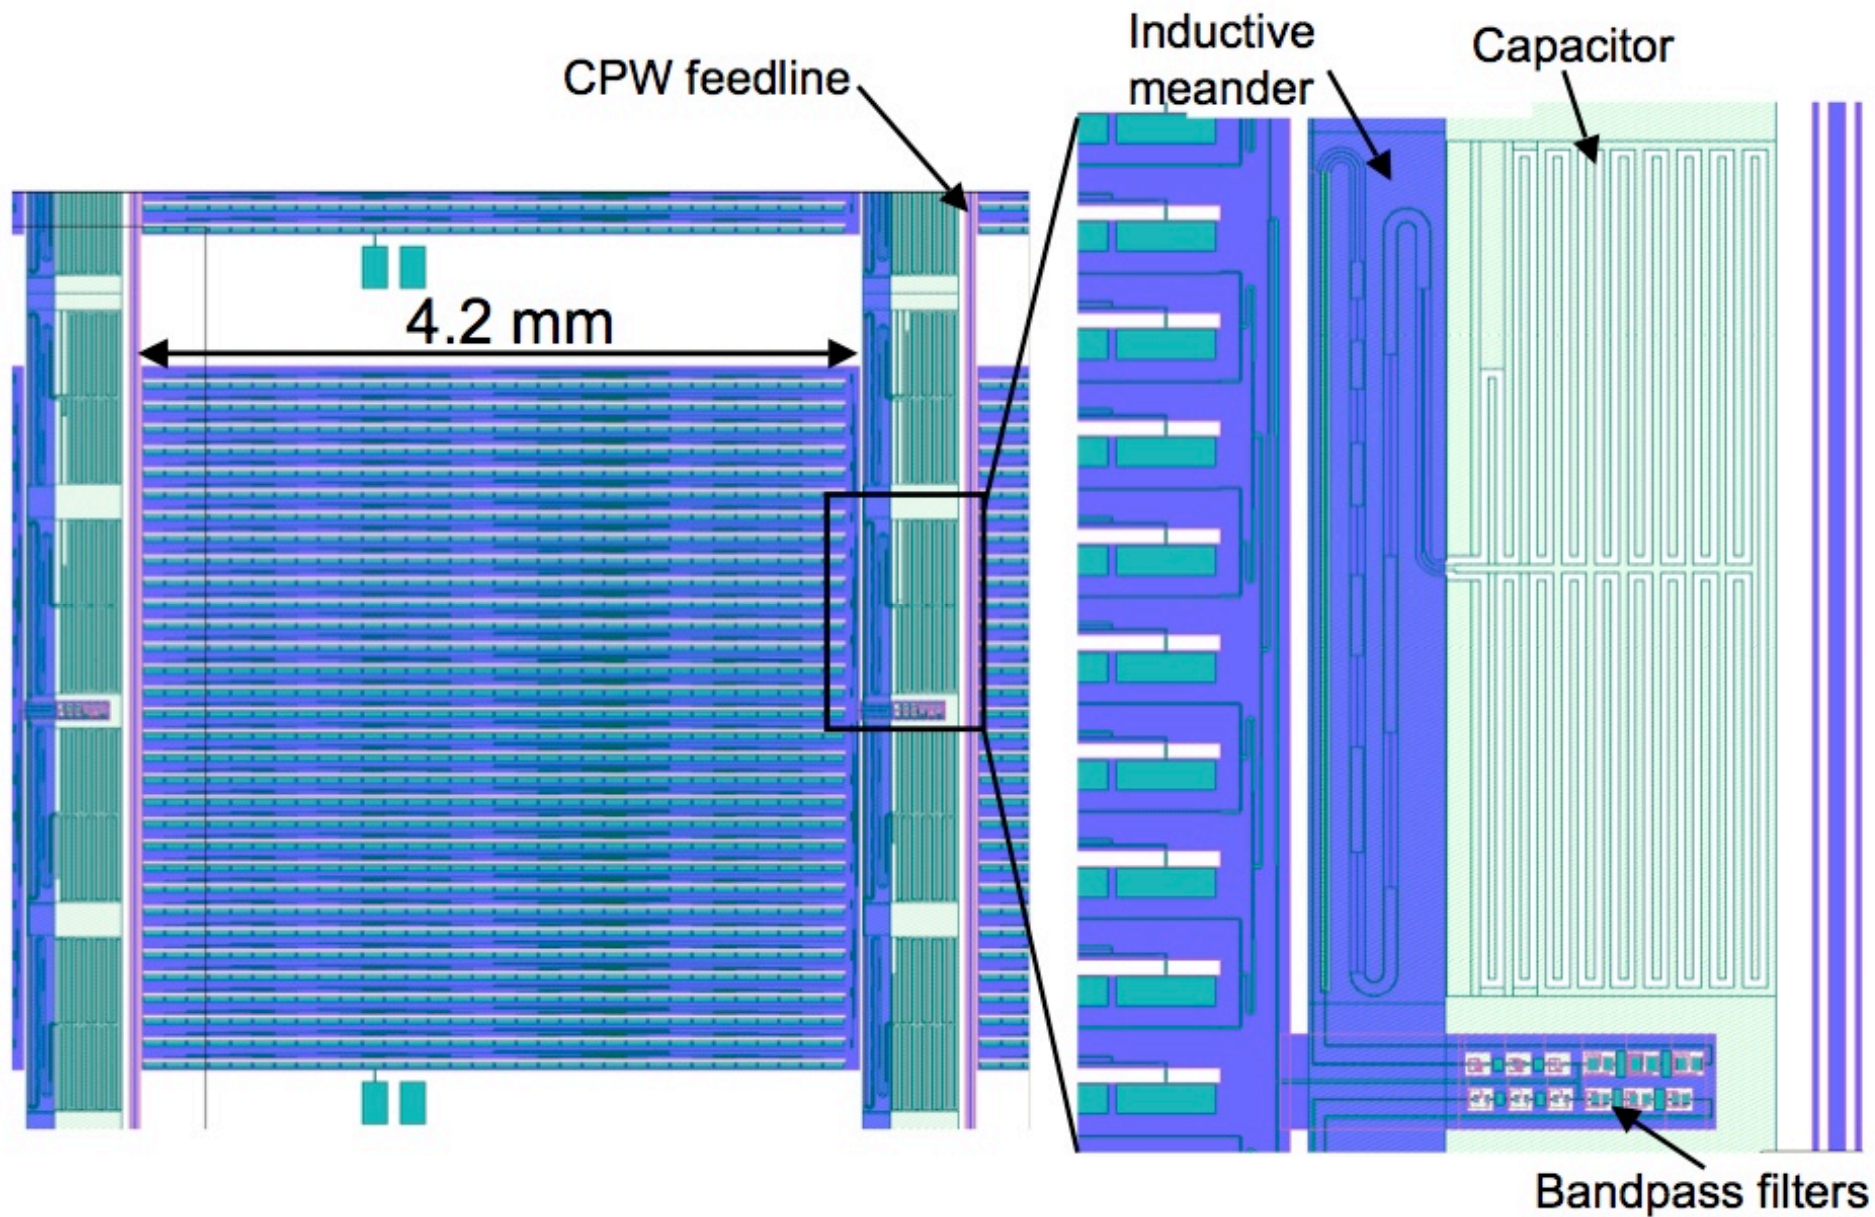 Inductive
meander
Capacitor
CPW feedline
4.2 mm
Bandpass filters